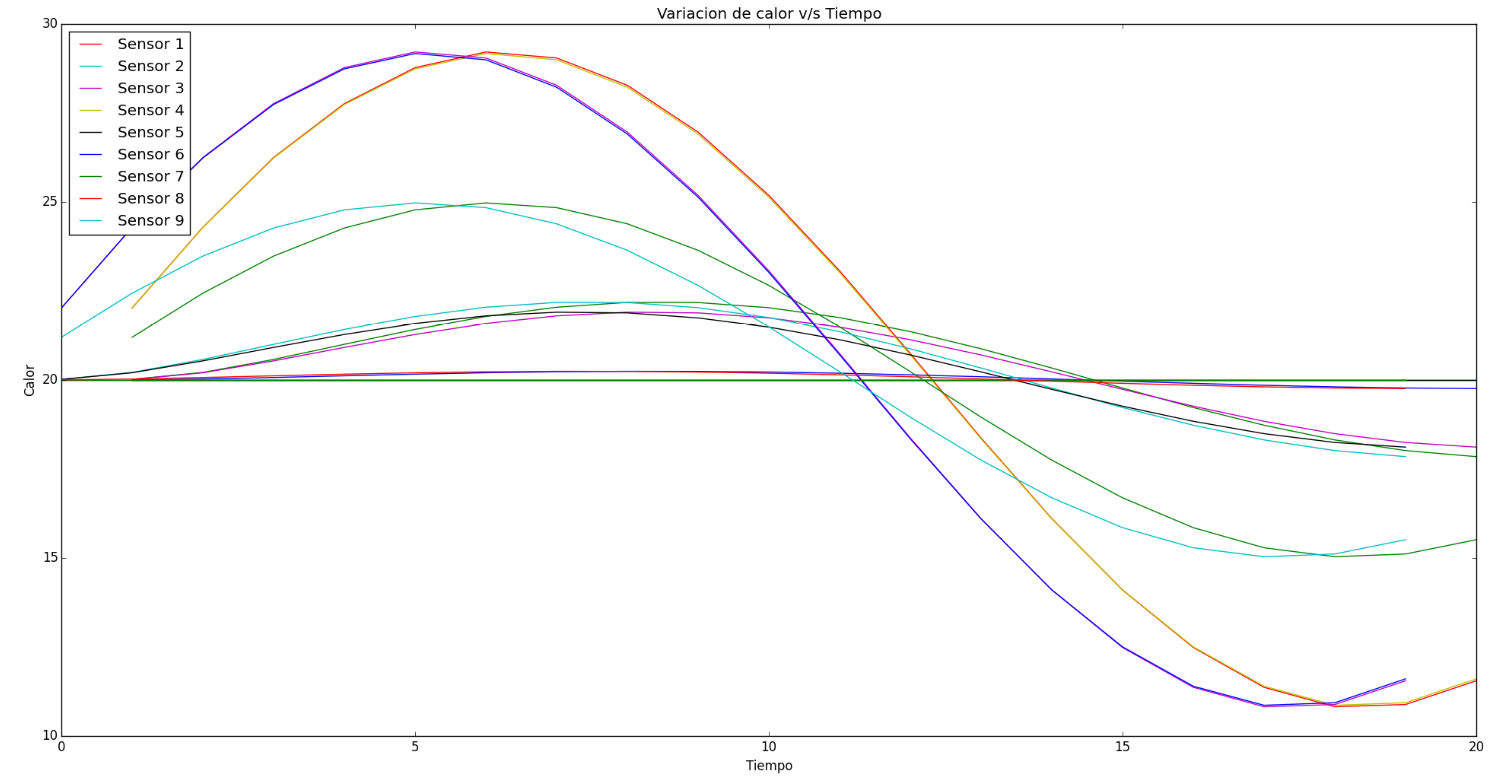 Variacion de calor v/s Tiempo
30
25
20
15
10
Calor
Sensor 1
Sensor 2
Sensor 3
Sensor 4
Sensor 5
Sensor 6
Sensor 7
Sensor 8
Sensor 9
0
5
10
15
20
Tiempo